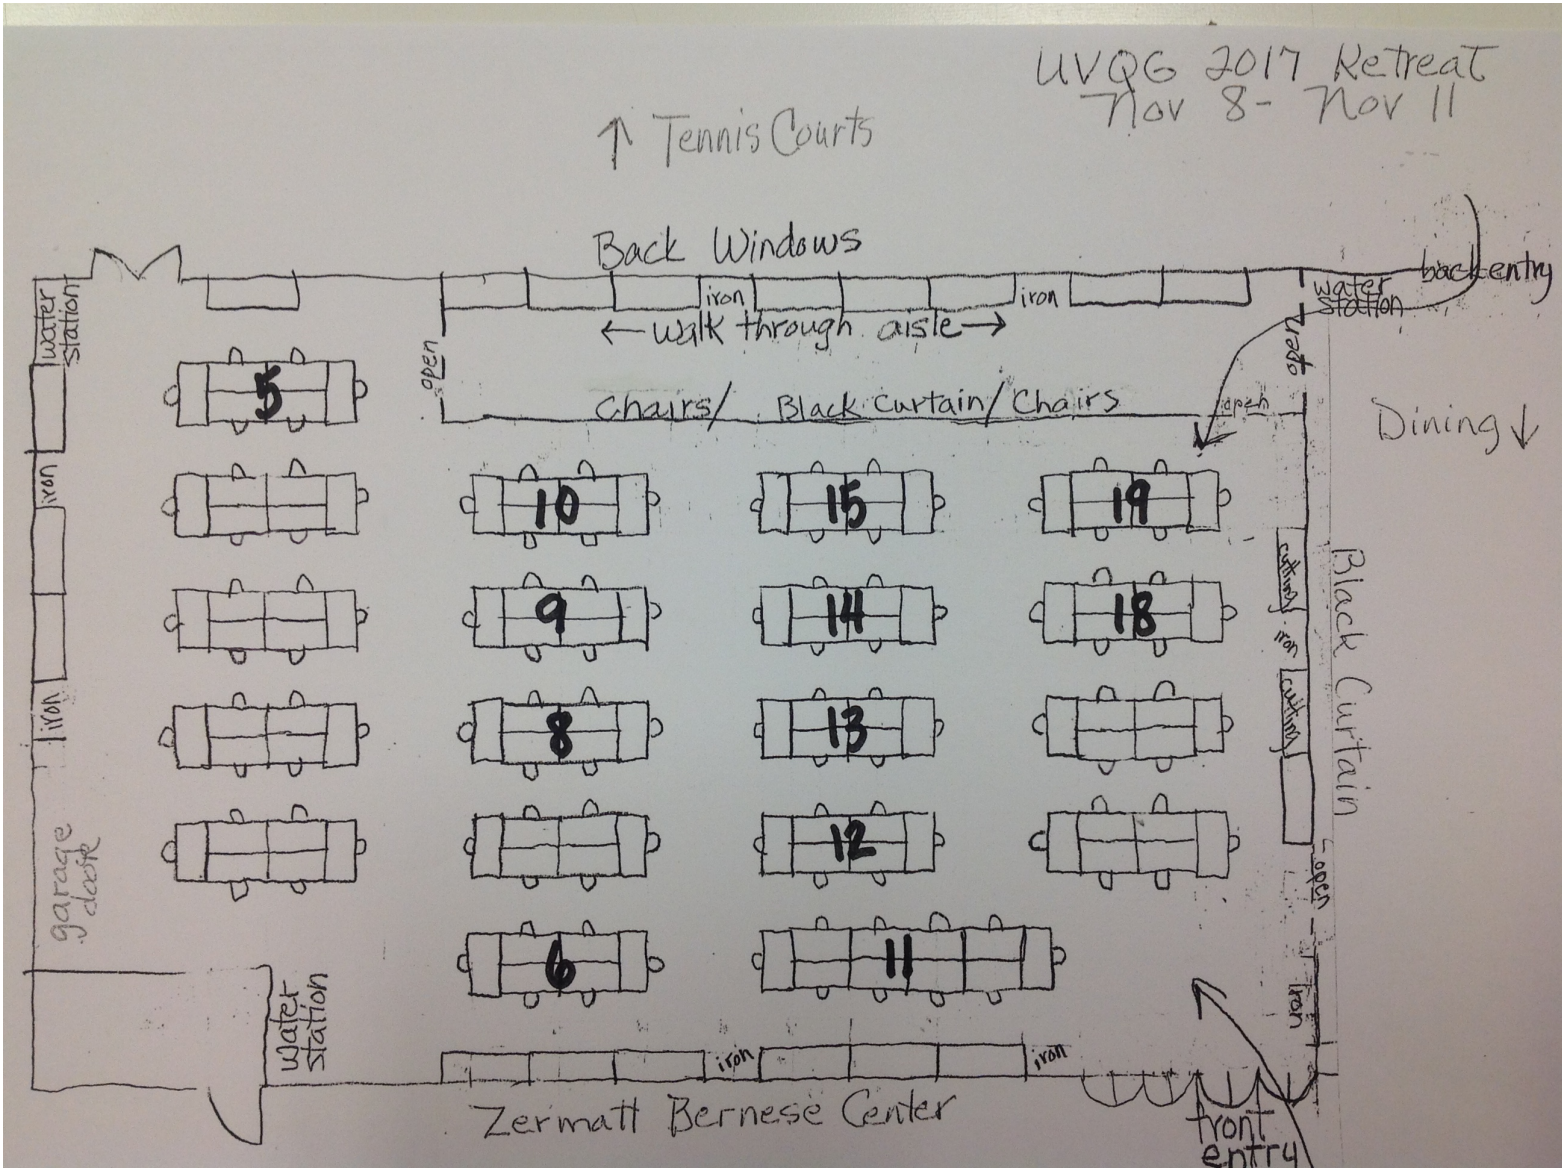 UVQG 2017 Retreat
Nov 8- Nov 11
↑ Tennis Courts
Back Windows
back entry
water
station
iron
iron
water
station
← Walk through aisle →
open
open
Chairs/ Black Curtain/ Chairs
open
Dining ↓
5
iron
10
15
19
cutting
Black Curtain
9
14
18
iron
iron
8
13
cutting
garage
door
12
open
6
11
water
station
iron
iron
iron
Zermatt Bernese Center
front
entry